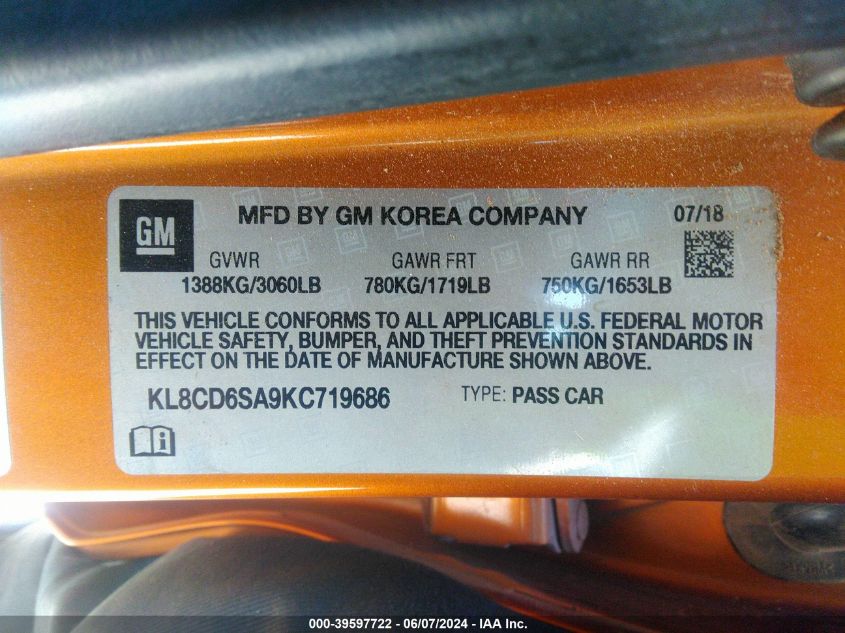 GM
MFD BY GM KOREA COMPANY 07/18
GVWR GAWR FRT GAWR RR
1388KG/3060LB 780KG/1719LB 750KG/1653LB
THIS VEHICLE CONFORMS TO ALL APPLICABLE U.S. FEDERAL MOTOR
VEHICLE SAFETY, BUMPER, AND THEFT PREVENTION STANDARDS IN
EFFECT ON THE DATE OF MANUFACTURE SHOWN ABOVE.
KL8CD6SA9KC719686 TYPE: PASS CAR
000-39597722 - 06/07/2024 - IAA Inc.